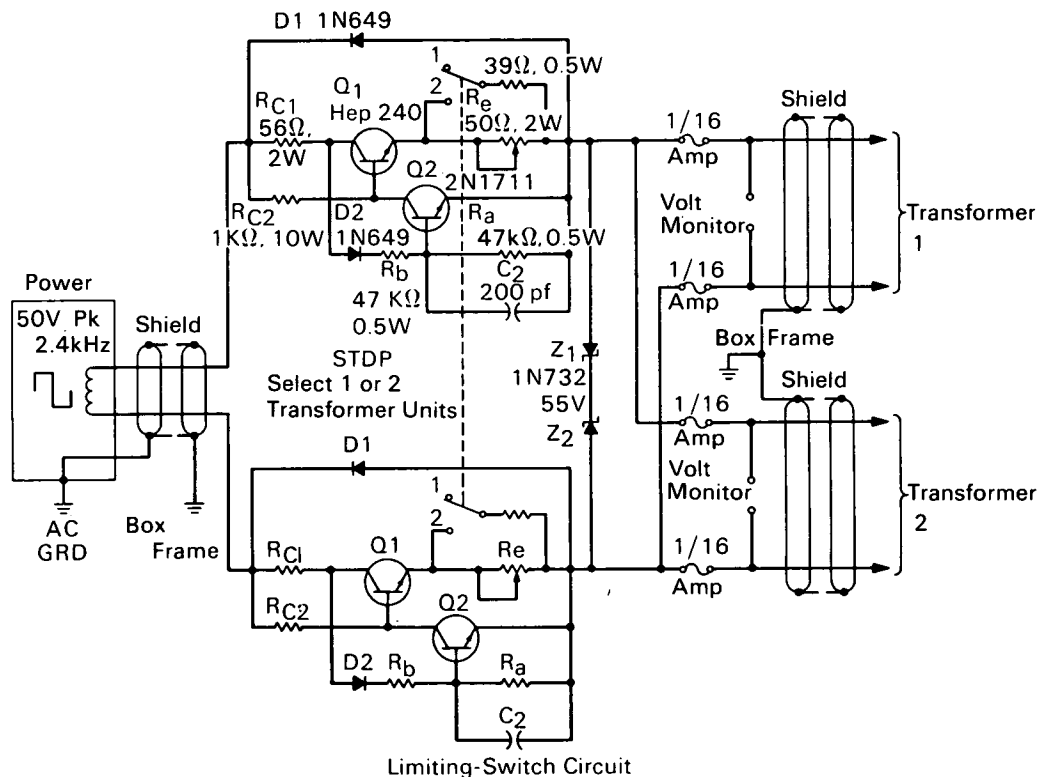 D1 1N649
1
39Ω, 0.5W
2
Re
Q1
Hep 240
RC1
56Ω,
2W
50Ω, 2W
Q2
2N1711
RC2
1KΩ, 10W
D2
1N649
Ra
47kΩ, 0.5W
Rb
47 KΩ
0.5W
C2
200 pf
1/16
Amp
Shield
Volt
Monitor
Transformer
1
1/16
Amp
Power
50V Pk
2.4kHz
Shield
AC
GRD
Box
Frame
STDP
Select 1 or 2
Transformer Units
Z1
1N732
55V
Z2
Box Frame
1/16
Amp
Shield
Volt
Monitor
Transformer
2
1/16
Amp
D1
1
2
RCl
Q1
Re
RC2
Q2
D2
Rb
Ra
C2
Limiting-Switch Circuit